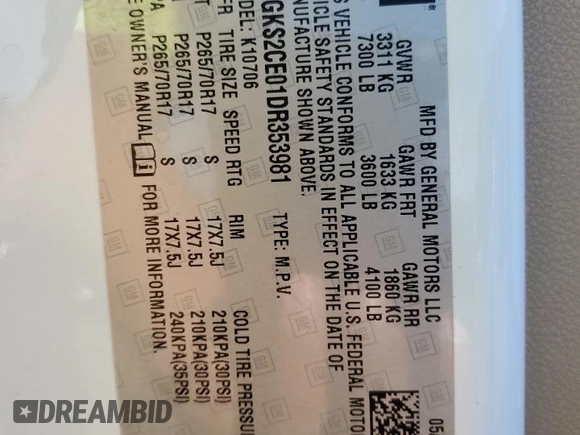 MFD BY GENERAL MOTORS LLC 05
GVWR GAWR FRT GAWR RR
3311 KG 1633 KG 1860 KG
7300 LB 3600 LB 4100 LB
VEHICLE CONFORMS TO ALL APPLICABLE U.S. FEDERAL MOTO
SAFETY STANDARDS IN EFFECT ON THE DATE OF
SHOWN ABOVE.
GKS2CE01DR353981 TYPE: M.P.V.
K10706
TIRE SIZE SPEED RTG RIM COLD TIRE PRESSU
P265/70R17 S 17X7.5J 210KPA(30PSI)
P265/70R17 S 17X7.5J 210KPA(30PSI)
P265/70R17 S 17X7.5J 240KPA(35PSI)
OWNER'S MANUAL FOR MORE INFORMATION.
GM
DREAMBID